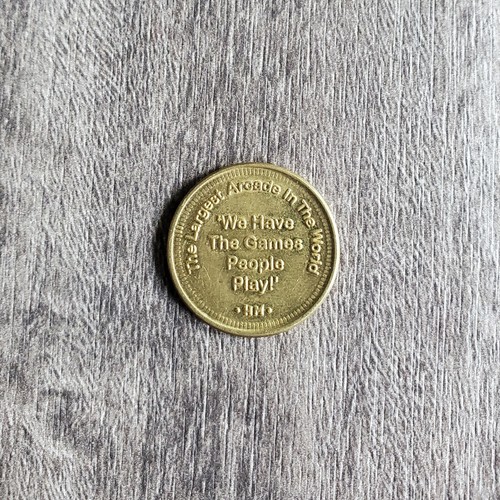 The Largest Arcade In The World
'We Have
The Games
People
Play!'